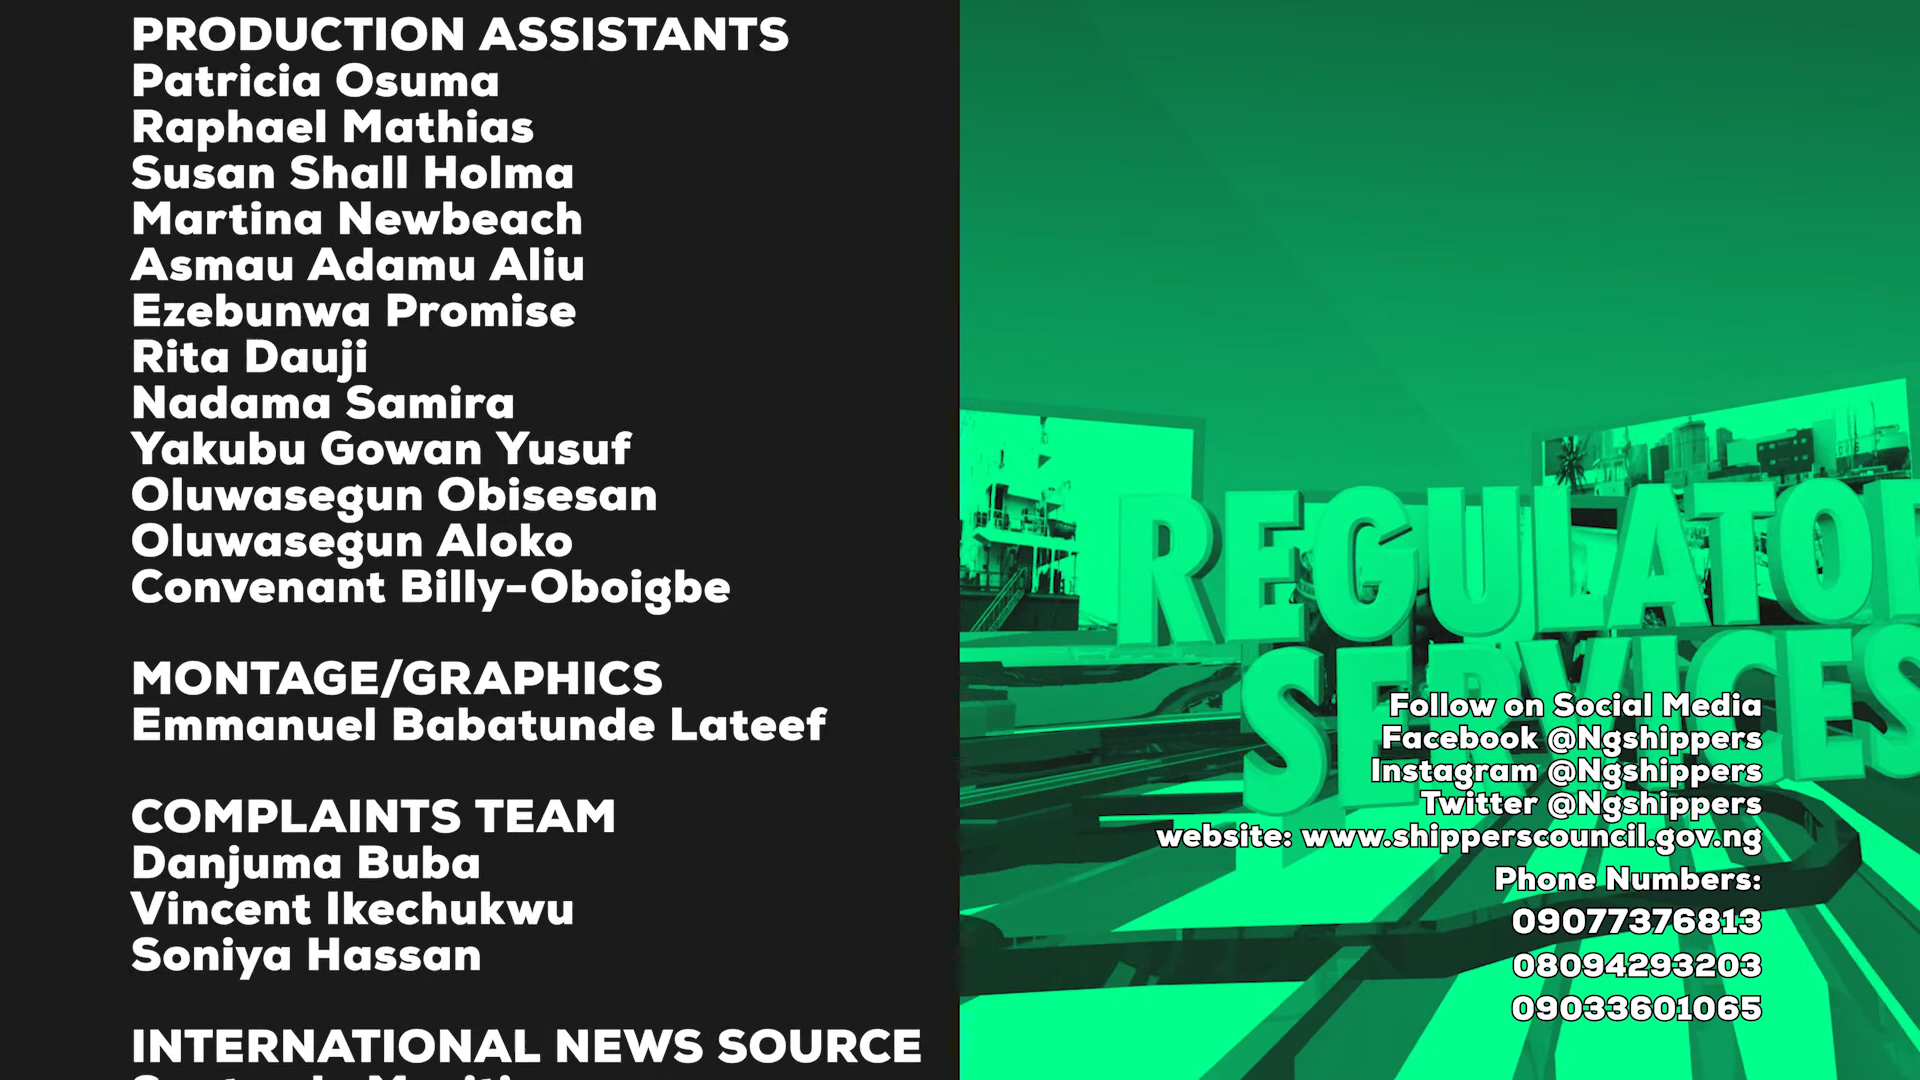 PRODUCTION ASSISTANTS
Patricia Osuma
Raphael Mathias
Susan Shall Holma
Martina Newbeach
Asmau Adamu Aliu
Ezebunwa Promise
Rita Dauji
Nadama Samira
Yakubu Gowan Yusuf
Oluwasegun Obisesan
Oluwasegun Aloko
Convenant Billy-Oboigbe
MONTAGE/GRAPHICS
Emmanuel Babatunde Lateef
COMPLAINTS TEAM
Danjuma Buba
Vincent Ikechukwu
Soniya Hassan
INTERNATIONAL NEWS SOURCE
SERVICES
Follow on Social Media
Facebook @Ngshippers
Instagram @Ngshippers
Twitter @Ngshippers
website: www.shipperscouncil.gov.ng
Phone Numbers:
09077376813
08094293203
09033601065